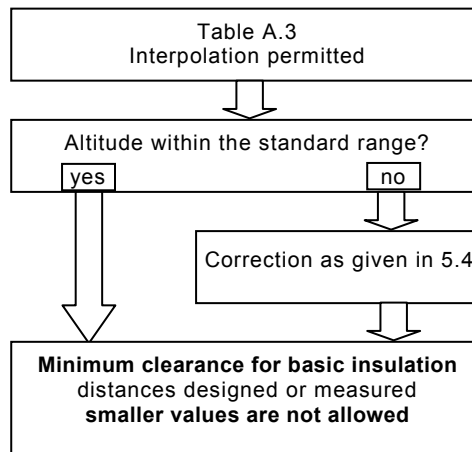 Table A.3
Interpolation permitted
Altitude within the standard range?
yes
no
Correction as given in 5.4
Minimum clearance for basic insulation
distances designed or measured
smaller values are not allowed